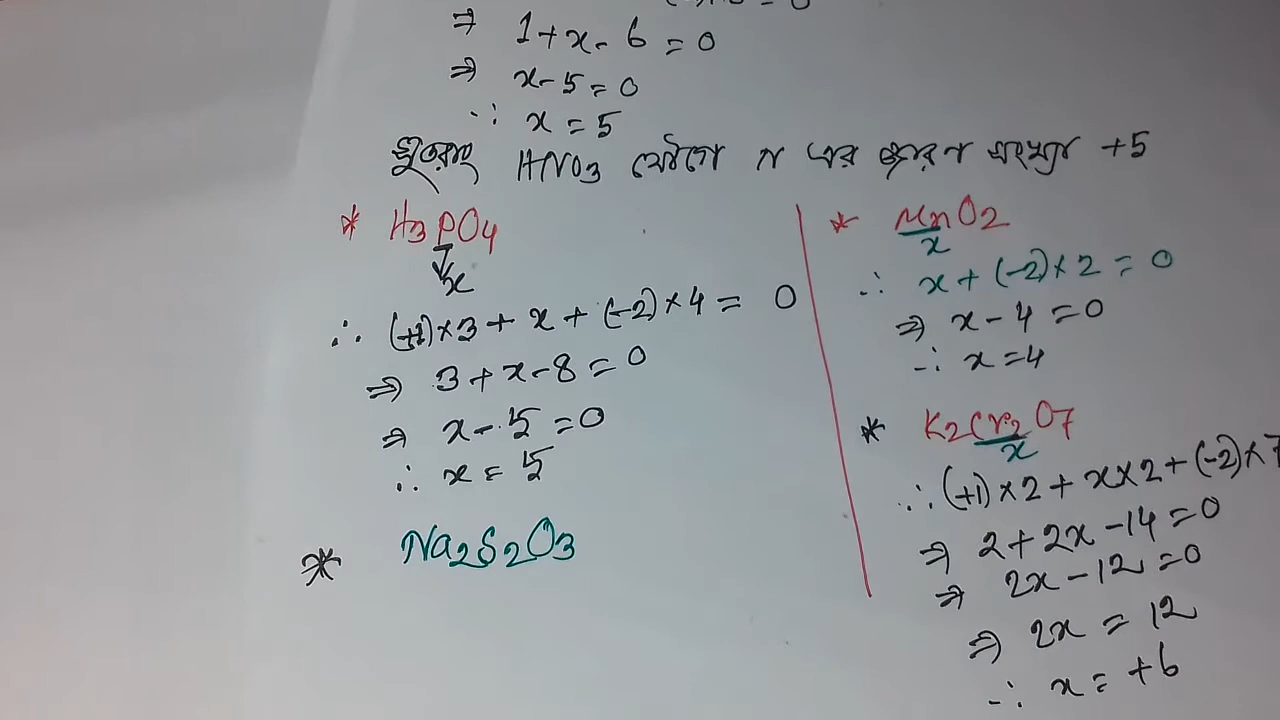 ⇒ 1+x-6=0
⇒ x-5=0
∴ x=5
সুতরাং HNO3 যৌগে N এর জারন সংখ্যা +5
* H3PO4
x
∴ (+1)×3+x+(-2)×4=0
⇒ 3+x-8=0
⇒ x-5=0
∴ x=5
* Na2S2O3
* MnO2
x
∴ x+(-2)×2=0
⇒ x-4=0
∴ x=4
* K2Cr2O7
x
∴ (+1)×2+x×2+(-2)×7
⇒ 2+2x-14=0
⇒ 2x-12=0
⇒ 2x=12
∴ x=+6